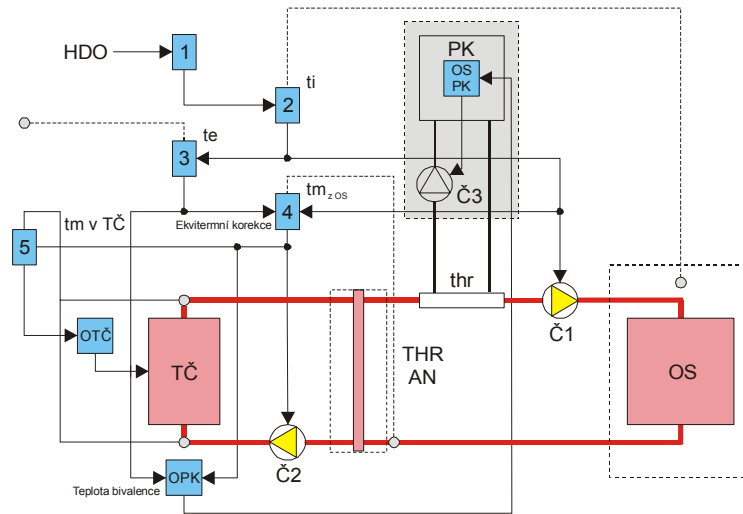 HDO
1
PK
OS
PK
ti
2
te
3
Č3
tm z OS
4
Ekvitermní korekce
tm v TČ
5
thr
OTČ
TČ
THR
AN
Č1
OS
Č2
OPK
Teplota bivalence